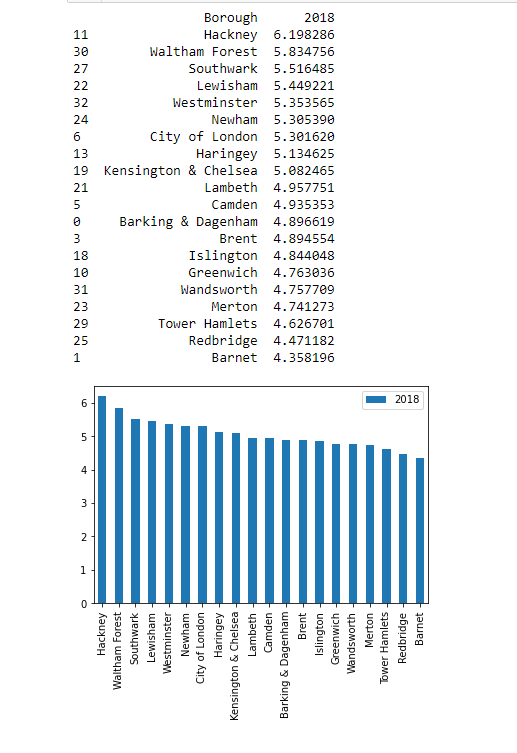 Borough 2018
11 Hackney 6.198286
30 Waltham Forest 5.834756
27 Southwark 5.516485
22 Lewisham 5.449221
32 Westminster 5.353565
24 Newham 5.305390
6 City of London 5.301620
13 Haringey 5.134625
19 Kensington & Chelsea 5.082465
21 Lambeth 4.957751
5 Camden 4.935353
0 Barking & Dagenham 4.896619
3 Brent 4.894554
18 Islington 4.844048
10 Greenwich 4.763036
31 Wandsworth 4.757709
23 Merton 4.741273
29 Tower Hamlets 4.626701
25 Redbridge 4.471182
1 Barnet 4.358196
2018
6
5
4
3
2
1
0
Hackney
Waltham Forest
Southwark
Lewisham
Westminster
Newham
City of London
Haringey
Kensington & Chelsea
Lambeth
Camden
Barking & Dagenham
Brent
Islington
Greenwich
Wandsworth
Merton
Tower Hamlets
Redbridge
Barnet